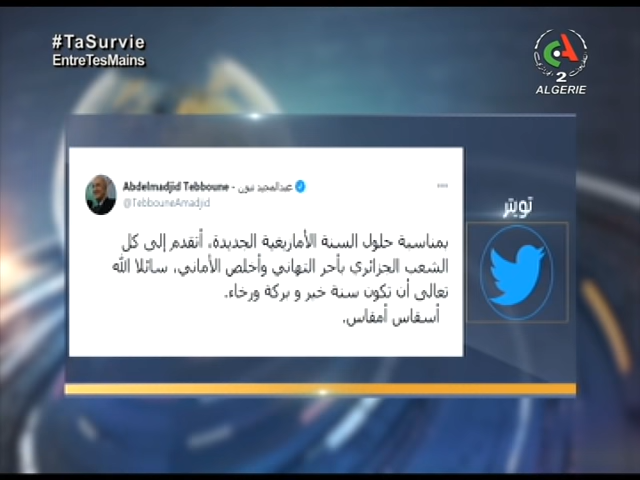 #TaSurvie
EntreTesMains
2
ALGERIE
Abdelmadjid Tebboune - عبدالمجيد تبون
@TebbouneAmadjid
تويتر
بمناسبة حلول السنة الأمازيغية الجديدة، أتقدم إلى كل
الشعب الجزائري بأحر التهاني وأخلص الأماني، سائلا الله
تعالى أن تكون سنة خير و بركة ورخاء.
أسقاس أمقاس.